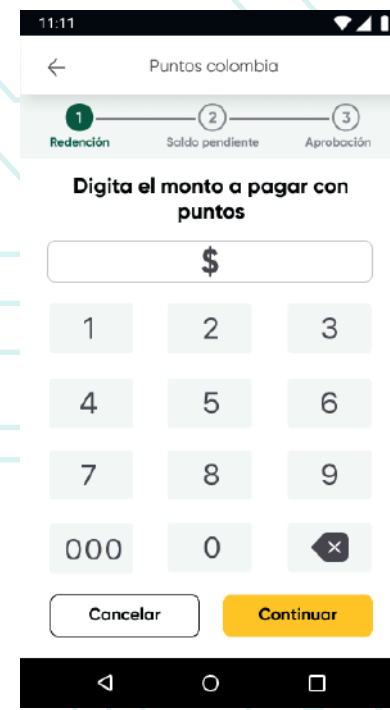 11:11
Puntos colombia
1 2 3
Redención Saldo pendiente Aprobación
Digita el monto a pagar con
puntos
$
1 2 3
4 5 6
7 8 9
000 0
Cancelar Continuar